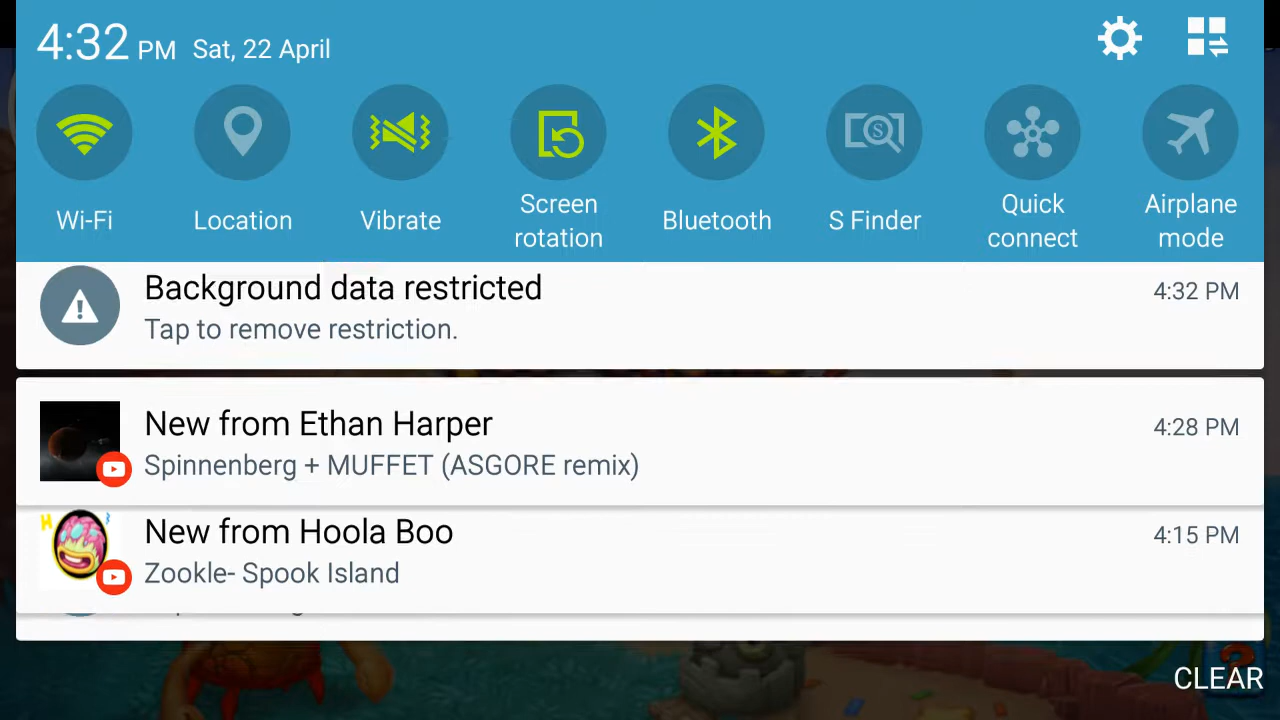 4:32 PM Sat, 22 April
Wi-Fi
Location
Vibrate
Screen
rotation
Bluetooth
S Finder
Quick
connect
Airplane
mode
Background data restricted
4:32 PM
Tap to remove restriction.
New from Ethan Harper
4:28 PM
Spinnenberg + MUFFET (ASGORE remix)
New from Hoola Boo
4:15 PM
Zookle- Spook Island
CLEAR